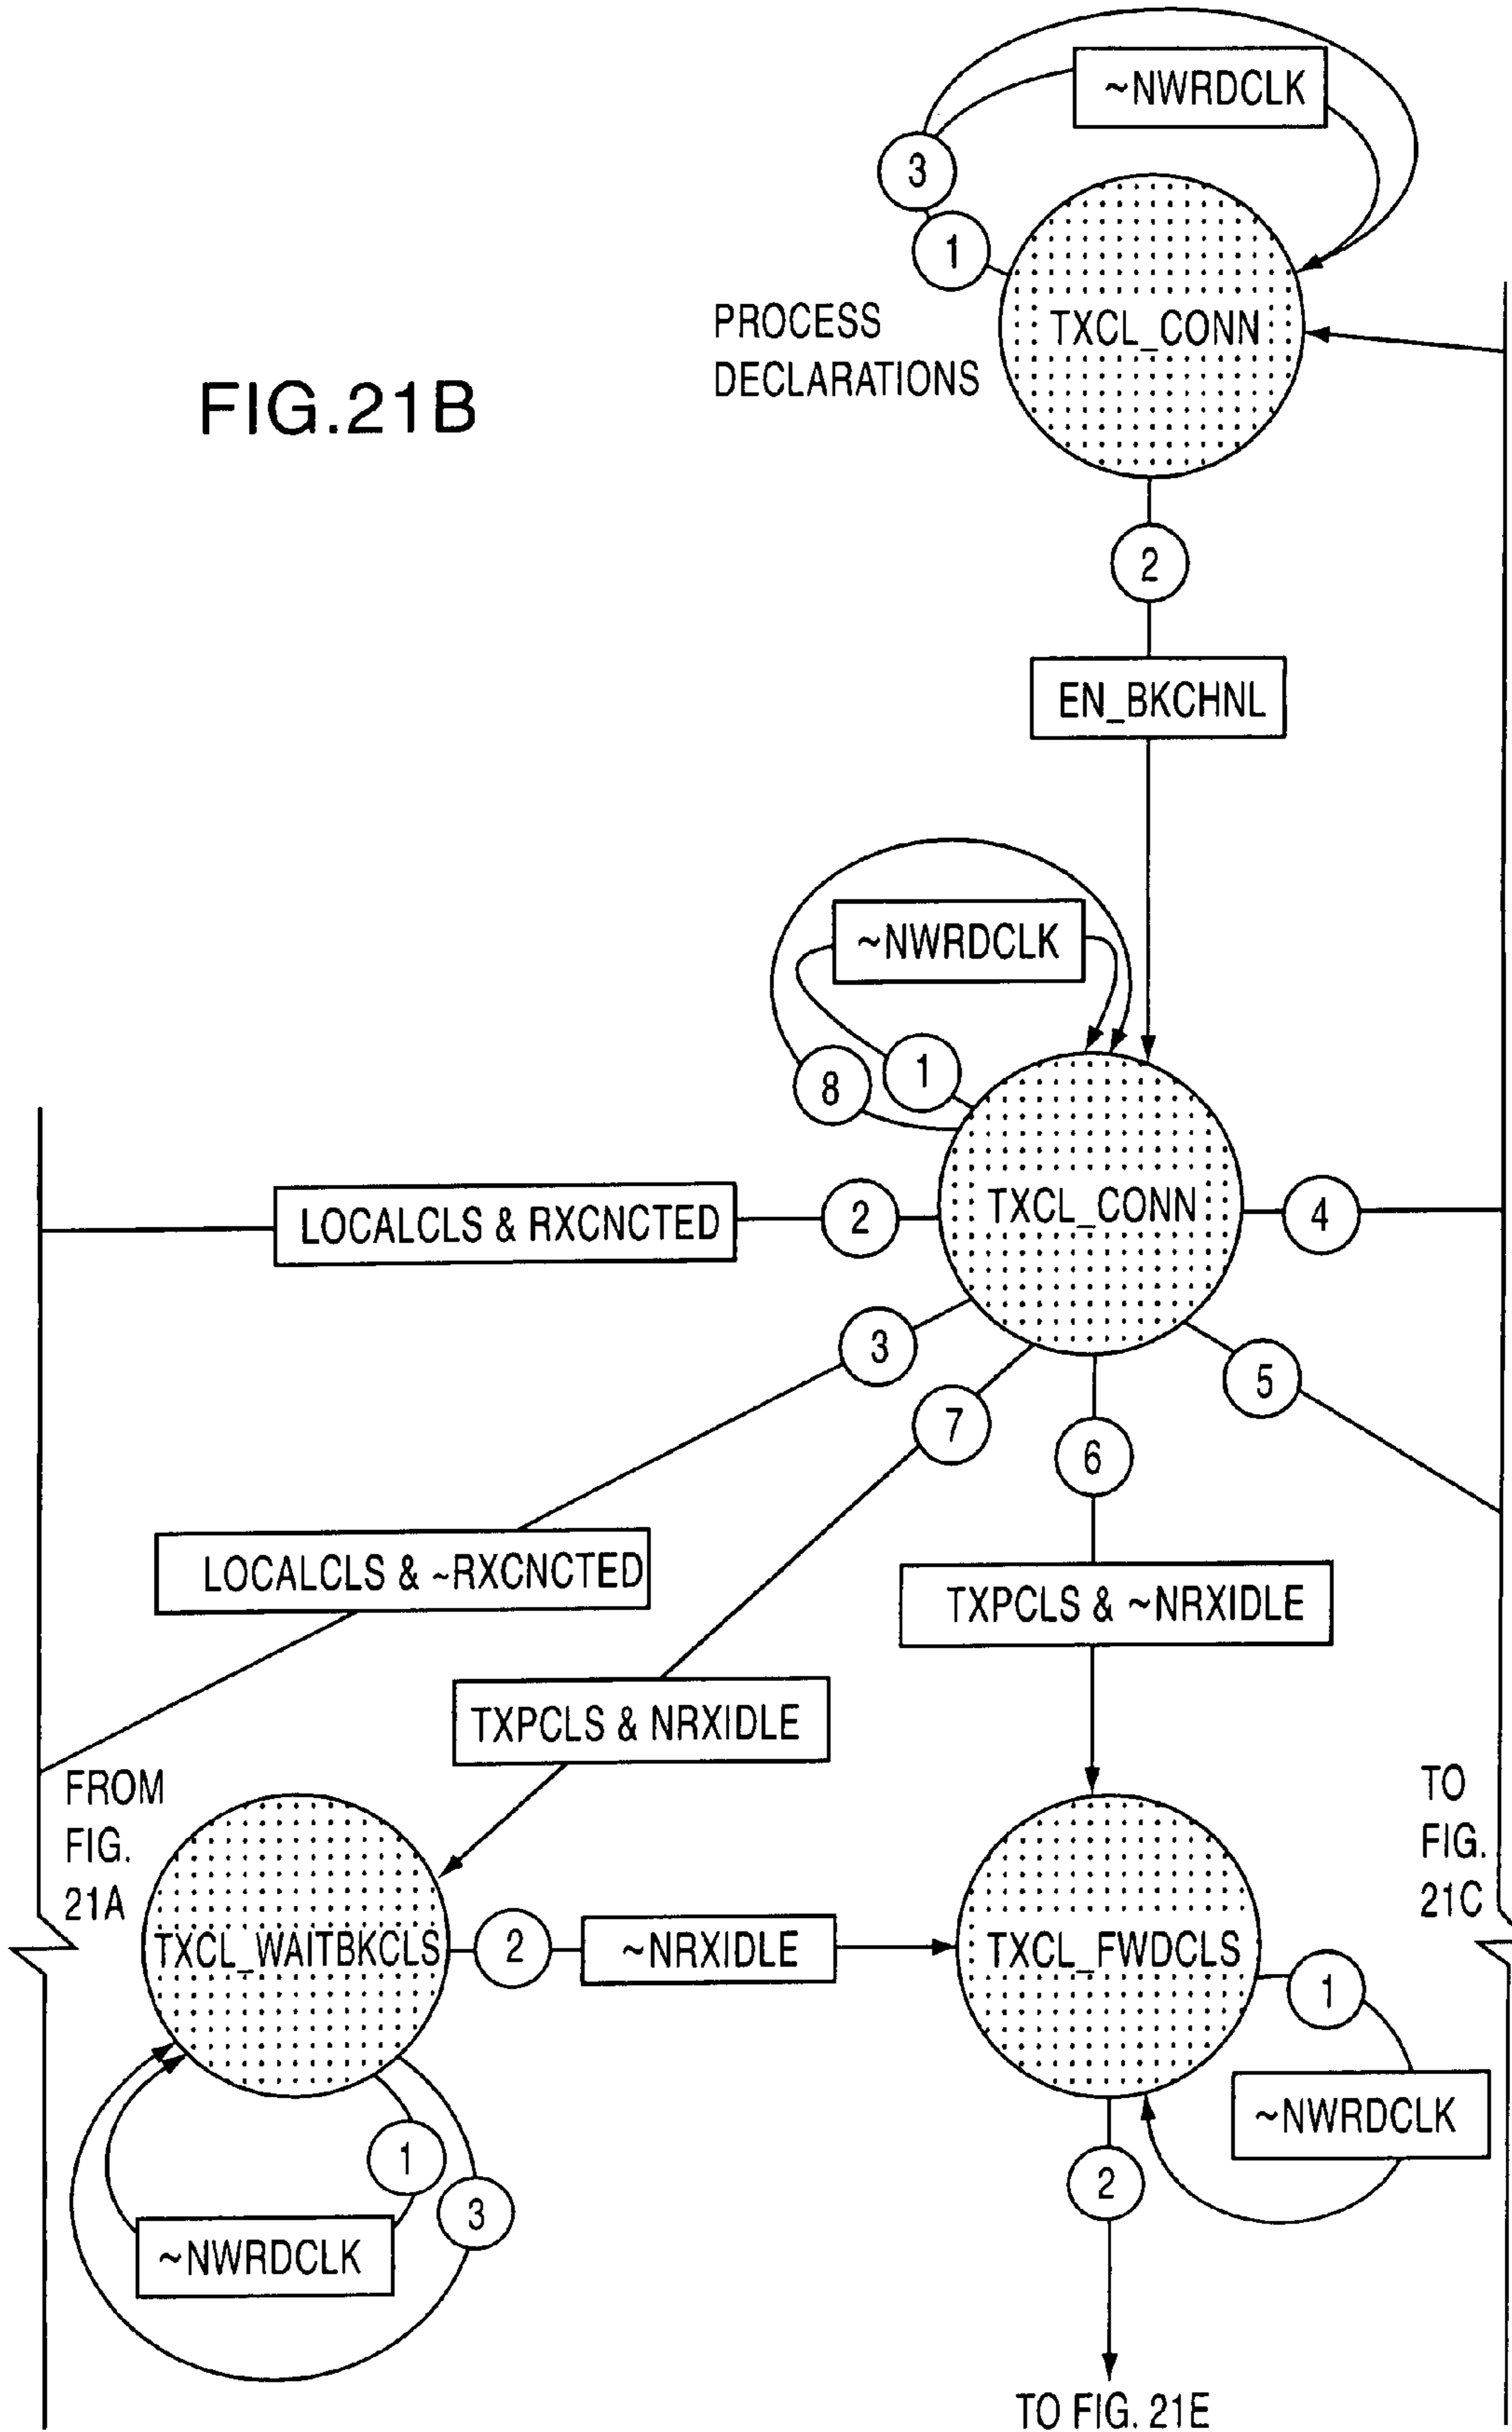 ~NWRDCLK
3
1
TXCL_CONN
PROCESS
DECLARATIONS
FIG.21B
2
EN_BKCHNL
~NWRDCLK
8
1
TXCL_CONN
LOCALCLS & RXCNCTED
2
4
3
7
6
5
LOCALCLS & ~RXCNCTED
TXPCLS & ~NRXIDLE
TXPCLS & NRXIDLE
FROM
FIG.
21A
TO
FIG.
21C
TXCL_WAITBKCLS
2
~NRXIDLE
TXCL_FWDCLS
1
~NWRDCLK
1
3
~NWRDCLK
2
TO FIG. 21E